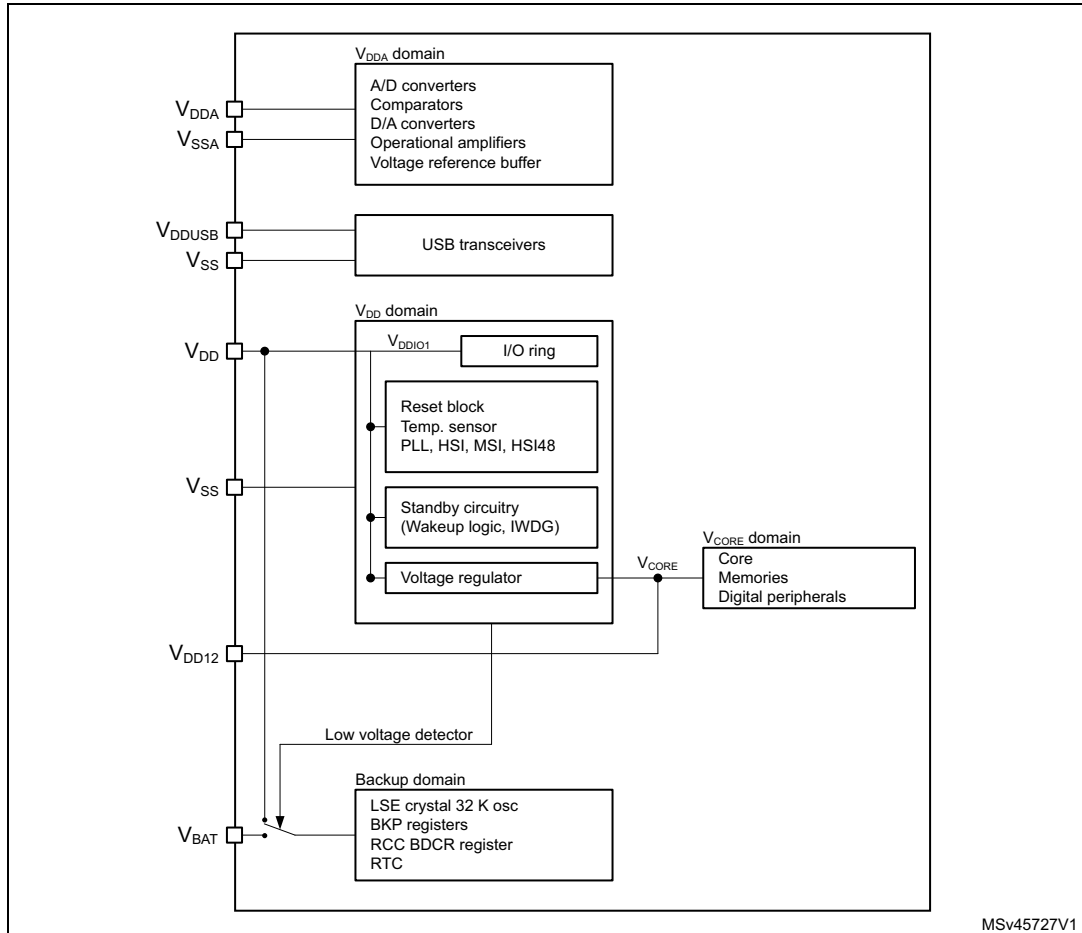 VDDA domain
A/D converters
Comparators
D/A converters
Operational amplifiers
Voltage reference buffer
VDDA
VSSA
VDDUSB
VSS
USB transceivers
VDD domain
VDD
VDDIO1
I/O ring
Reset block
Temp. sensor
PLL, HSI, MSI, HSI48
VSS
Standby circuitry
(Wakeup logic, IWDG)
Voltage regulator
VCORE
VCORE domain
Core
Memories
Digital peripherals
VDD12
Low voltage detector
Backup domain
LSE crystal 32 K osc
BKP registers
RCC BDCR register
RTC
VBAT
MSv45727V1